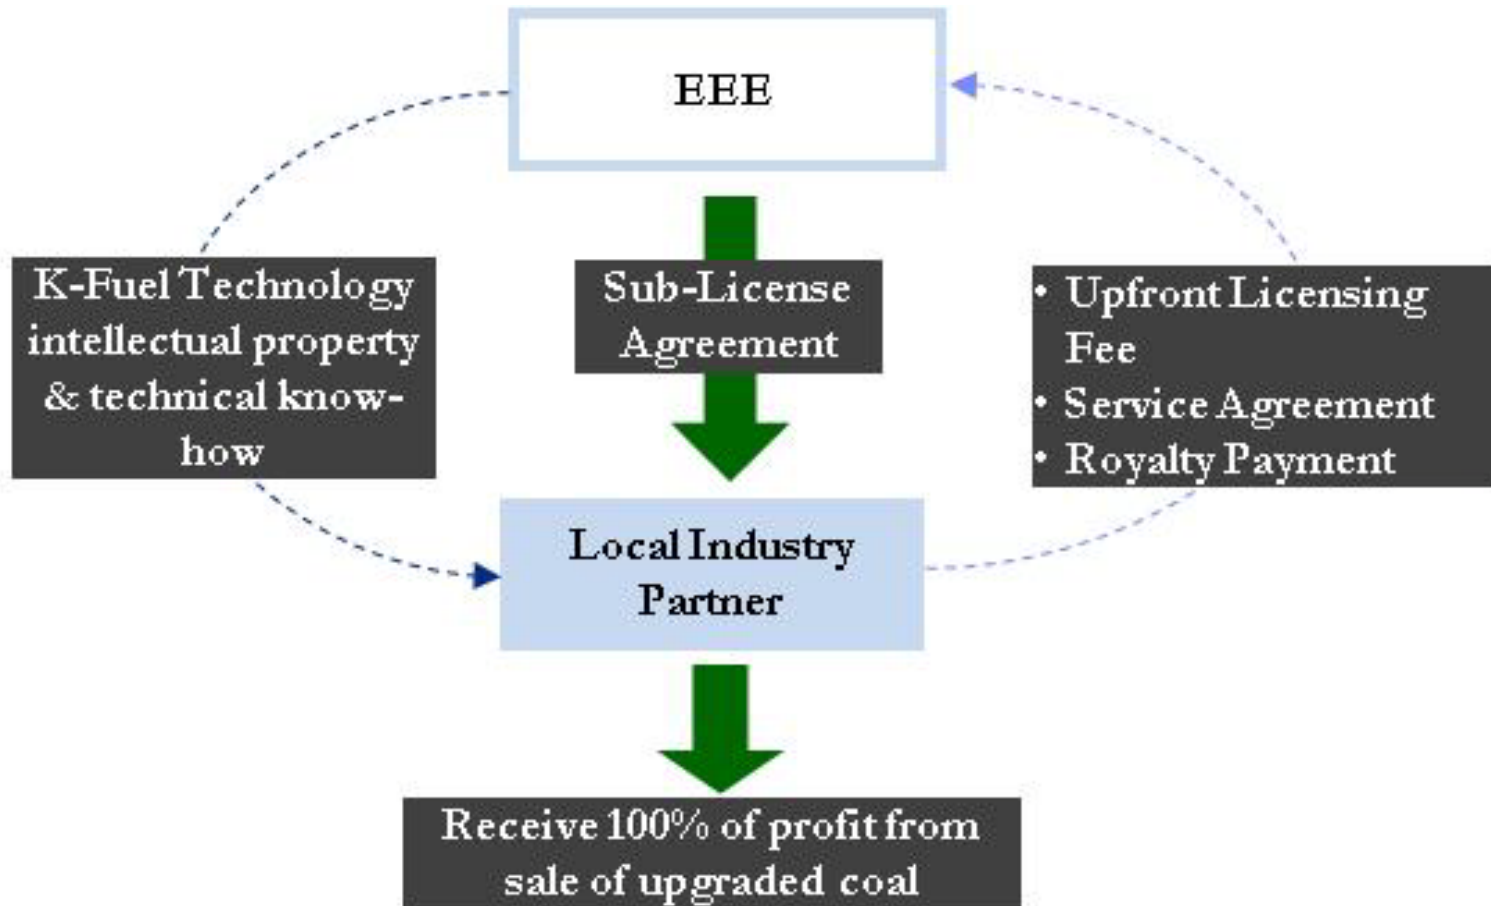 EEE
K-Fuel Technology
intellectual property
& technical know-
how
Sub-License
Agreement
• Upfront Licensing
Fee
• Service Agreement
• Royalty Payment
Local Industry
Partner
Receive 100% of profit from
sale of upgraded coal